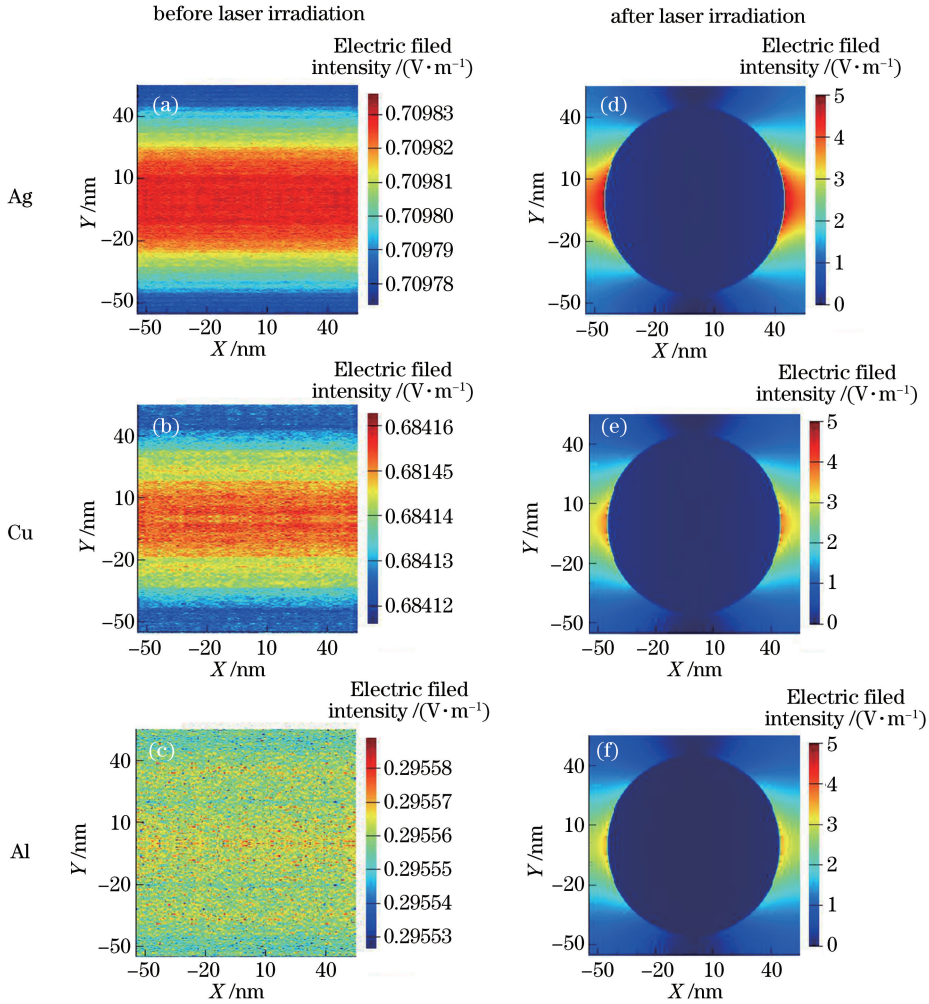 before laser irradiation
after laser irradiation
Electric filed
intensity /(V·m⁻¹)
(a)
40
10
−20
−50
Y /nm
−50 −20 10 40
X /nm
0.70983
0.70982
0.70981
0.70980
0.70979
0.70978
Ag
Electric filed
intensity /(V·m⁻¹)
(d)
40
10
−20
−50
Y /nm
−50 −20 10 40
X /nm
5
4
3
2
1
0
Electric filed
intensity /(V·m⁻¹)
(b)
40
10
−20
−50
Y /nm
−50 −20 10 40
X /nm
0.68416
0.68145
0.68414
0.68413
0.68412
Cu
Electric filed
intensity /(V·m⁻¹)
(e)
40
10
−20
−50
Y /nm
−50 −20 10 40
X /nm
5
4
3
2
1
0
Electric filed
intensity /(V·m⁻¹)
(c)
40
10
−20
−50
Y /nm
−50 −20 10 40
X /nm
0.29558
0.29557
0.29556
0.29555
0.29554
0.29553
Al
Electric filed
intensity /(V·m⁻¹)
(f)
40
10
−20
−50
Y /nm
−50 −20 10 40
X /nm
5
4
3
2
1
0